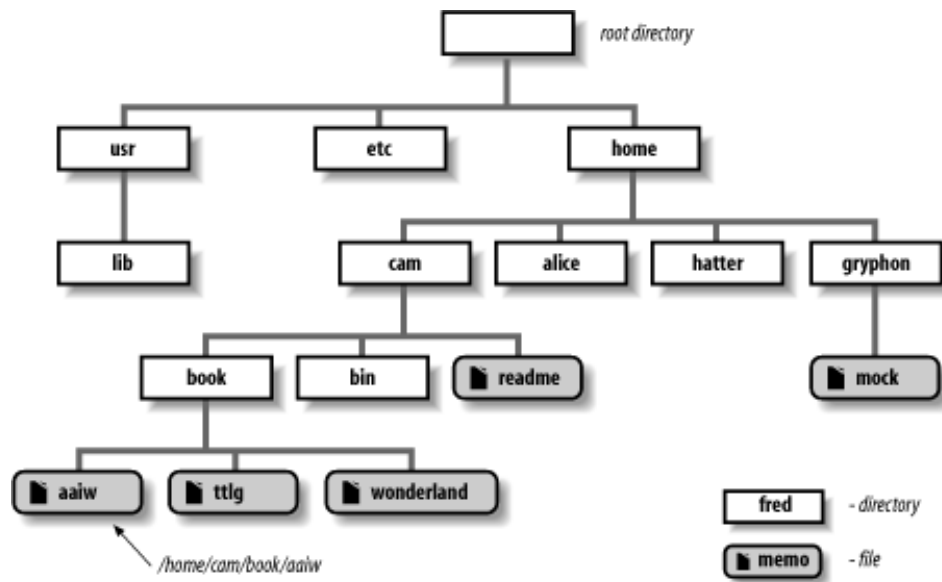 root directory
usr
etc
home
lib
cam
alice
hatter
gryphon
book
bin
readme
mock
aaiw
ttlg
wonderland
/home/cam/book/aaiw
fred - directory
memo - file